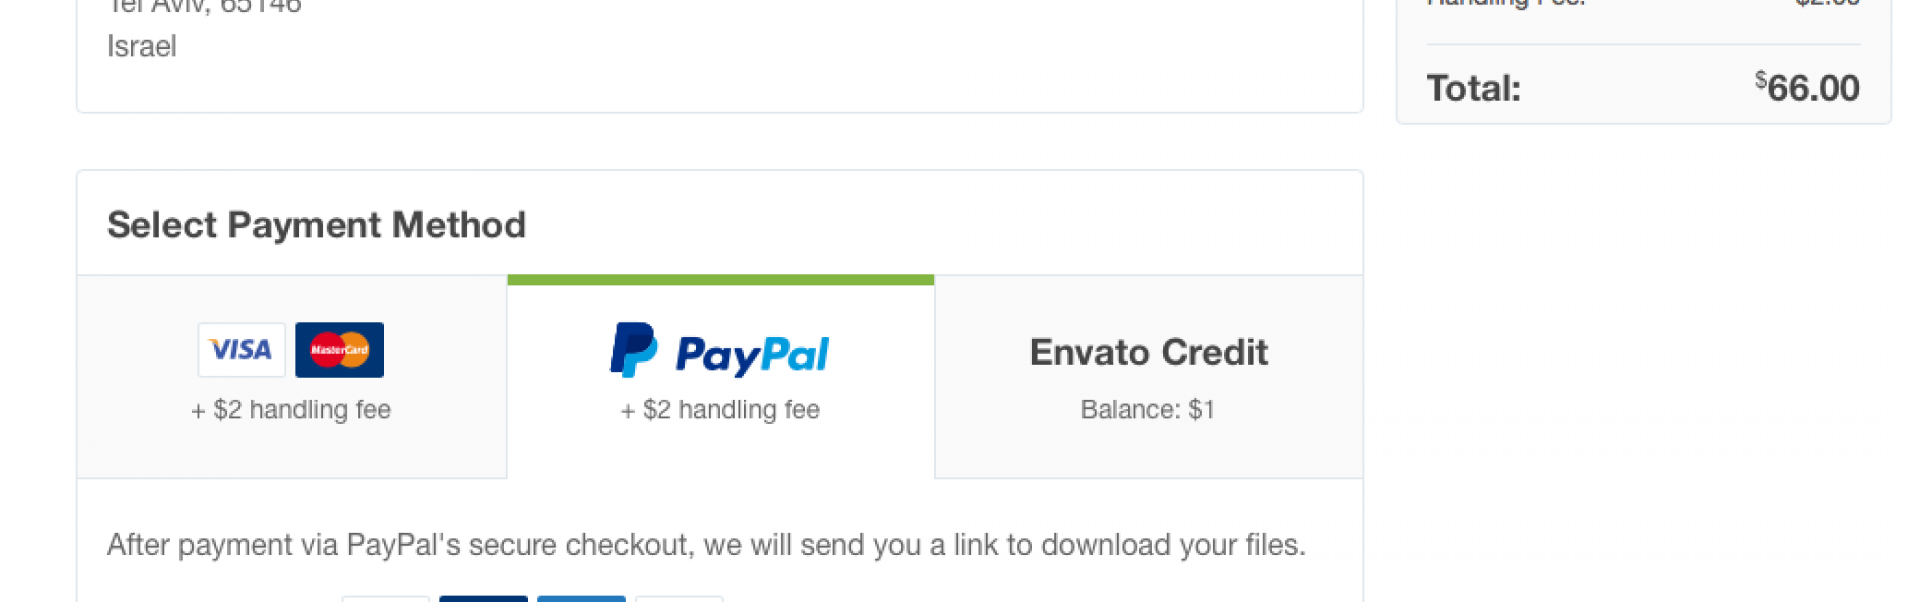 Tel Aviv, 65146
Israel
Handling Fee: $2.00
Total: $66.00
Select Payment Method
VISA MasterCard
+ $2 handling fee
PayPal
+ $2 handling fee
Envato Credit
Balance: $1
After payment via PayPal's secure checkout, we will send you a link to download your files.